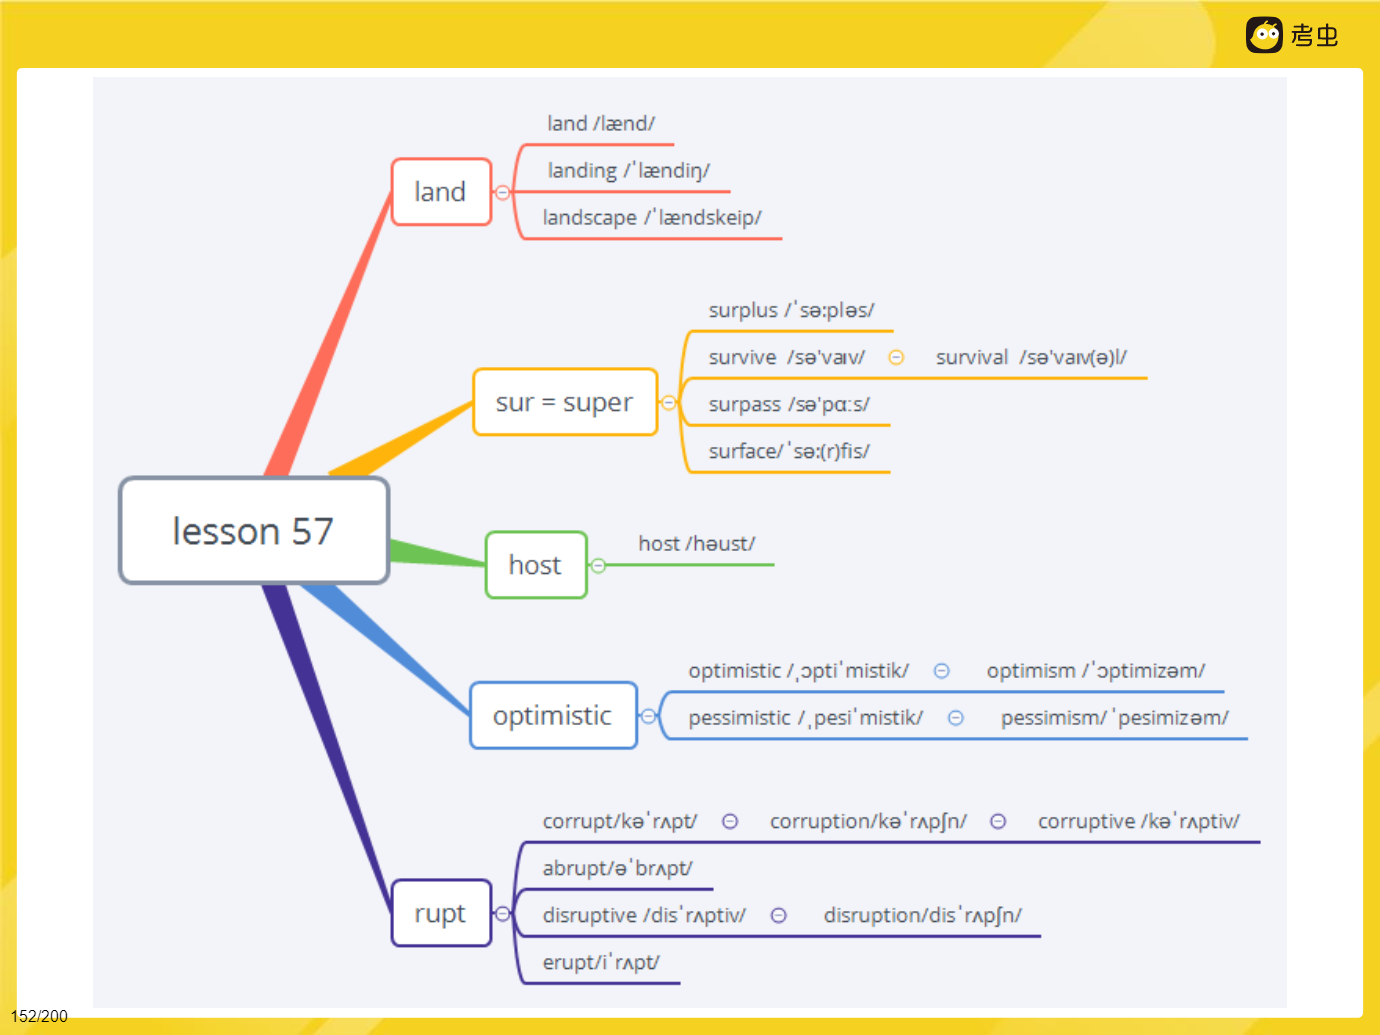 考虫
land /lænd/
landing /ˈlændiŋ/
land
landscape /ˈlændskeip/
surplus /ˈsə:pləs/
survive /sə'vaɪv/ survival /sə'vaɪv(ə)l/
sur = super
surpass /sə'pɑːs/
surface/ˈsə:(r)fis/
lesson 57
host /həust/
host
optimistic /ˌɔptiˈmistik/ optimism /ˈɔptimizəm/
optimistic
pessimistic /ˌpesiˈmistik/ pessimism/ ˈpesimizəm/
corrupt/kəˈrʌpt/ corruption/kəˈrʌpʃn/ corruptive /kəˈrʌptiv/
abrupt/əˈbrʌpt/
rupt
disruptive /disˈrʌptiv/ disruption/disˈrʌpʃn/
erupt/iˈrʌpt/
152/200